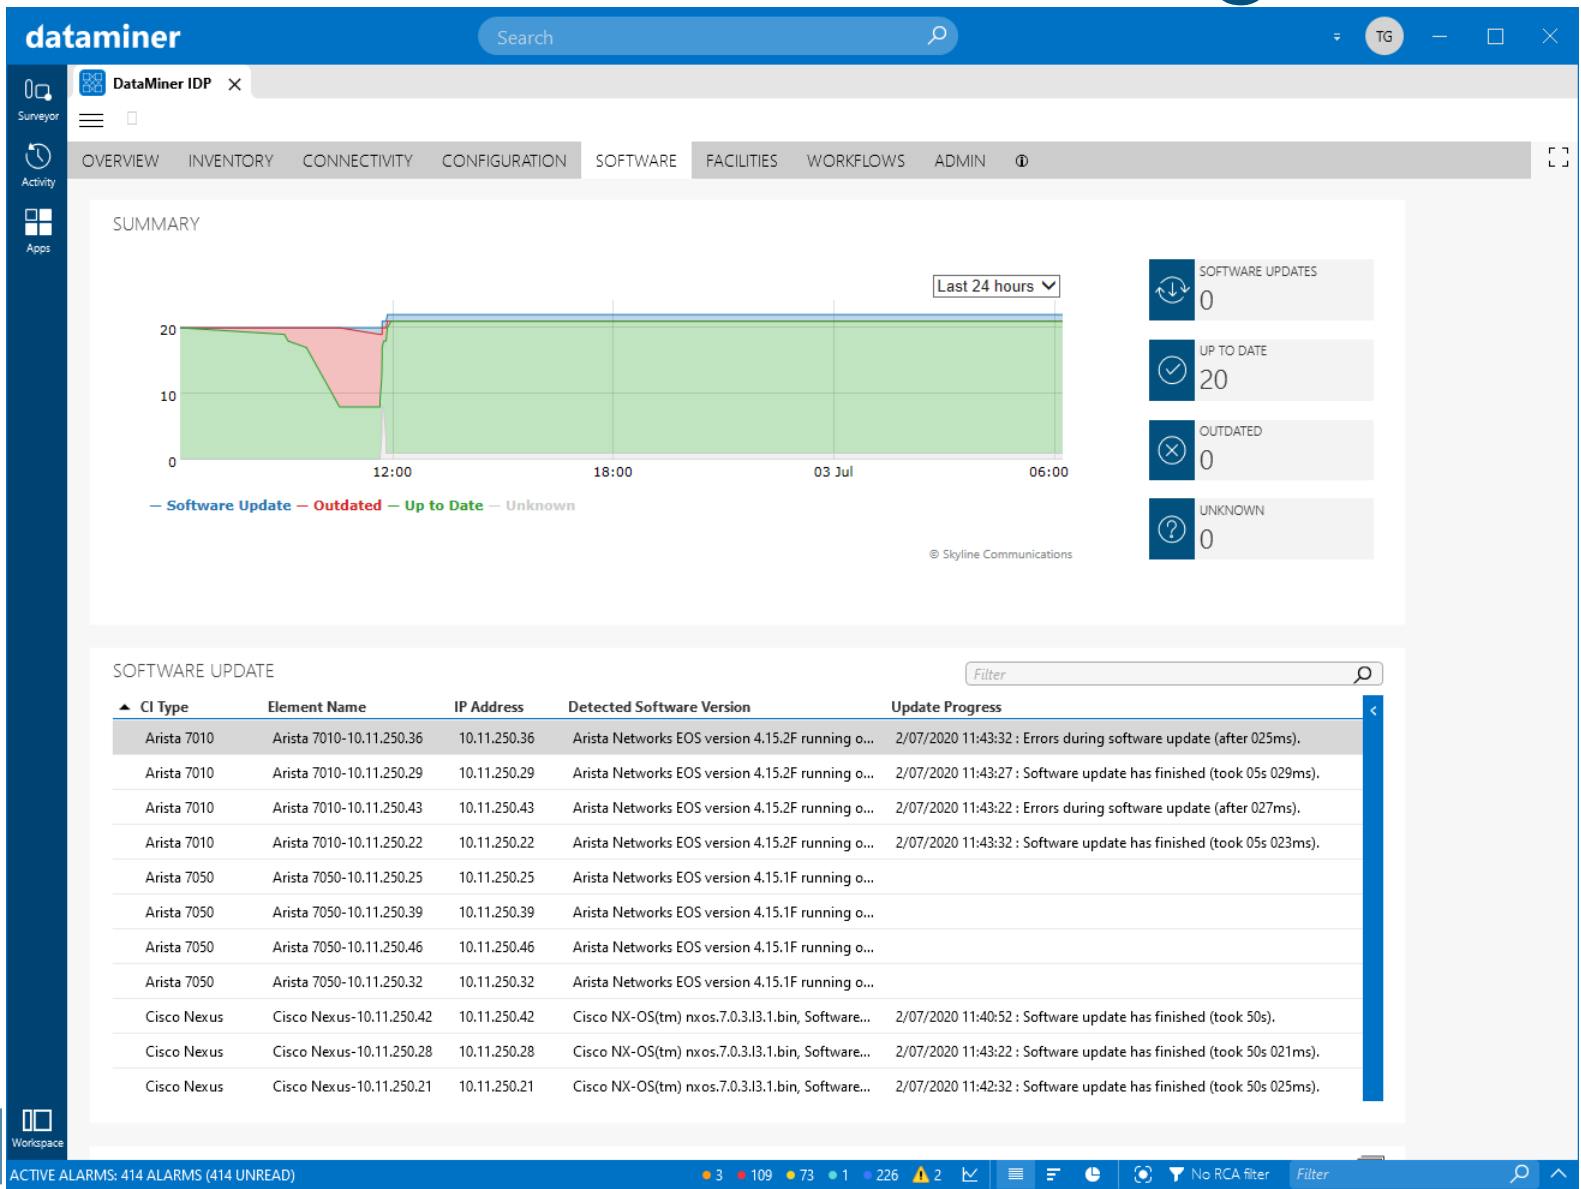 dataminer
Search
TG
DataMiner IDP
Surveyor
OVERVIEW INVENTORY CONNECTIVITY CONFIGURATION SOFTWARE FACILITIES WORKFLOWS ADMIN
Activity
Apps
SUMMARY
Last 24 hours
SOFTWARE UPDATES
0
UP TO DATE
20
OUTDATED
0
UNKNOWN
0
20
10
0
12:00 18:00 03 Jul 06:00
Software Update Outdated Up to Date Unknown
© Skyline Communications
SOFTWARE UPDATE
Filter
CI Type Element Name IP Address Detected Software Version Update Progress
Arista 7010 Arista 7010-10.11.250.36 10.11.250.36 Arista Networks EOS version 4.15.2F running o... 2/07/2020 11:43:32 : Errors during software update (after 025ms).
Arista 7010 Arista 7010-10.11.250.29 10.11.250.29 Arista Networks EOS version 4.15.2F running o... 2/07/2020 11:43:27 : Software update has finished (took 05s 029ms).
Arista 7010 Arista 7010-10.11.250.43 10.11.250.43 Arista Networks EOS version 4.15.2F running o... 2/07/2020 11:43:22 : Errors during software update (after 027ms).
Arista 7010 Arista 7010-10.11.250.22 10.11.250.22 Arista Networks EOS version 4.15.2F running o... 2/07/2020 11:43:32 : Software update has finished (took 05s 023ms).
Arista 7050 Arista 7050-10.11.250.25 10.11.250.25 Arista Networks EOS version 4.15.1F running o...
Arista 7050 Arista 7050-10.11.250.39 10.11.250.39 Arista Networks EOS version 4.15.1F running o...
Arista 7050 Arista 7050-10.11.250.46 10.11.250.46 Arista Networks EOS version 4.15.1F running o...
Arista 7050 Arista 7050-10.11.250.32 10.11.250.32 Arista Networks EOS version 4.15.1F running o...
Cisco Nexus Cisco Nexus-10.11.250.42 10.11.250.42 Cisco NX-OS(tm) nxos.7.0.3.I3.1.bin, Software... 2/07/2020 11:40:52 : Software update has finished (took 50s).
Cisco Nexus Cisco Nexus-10.11.250.28 10.11.250.28 Cisco NX-OS(tm) nxos.7.0.3.I3.1.bin, Software... 2/07/2020 11:43:22 : Software update has finished (took 50s 021ms).
Cisco Nexus Cisco Nexus-10.11.250.21 10.11.250.21 Cisco NX-OS(tm) nxos.7.0.3.I3.1.bin, Software... 2/07/2020 11:42:32 : Software update has finished (took 50s 025ms).
Workspace
ACTIVE ALARMS: 414 ALARMS (414 UNREAD) 3 109 73 1 226 2 No RCA filter Filter